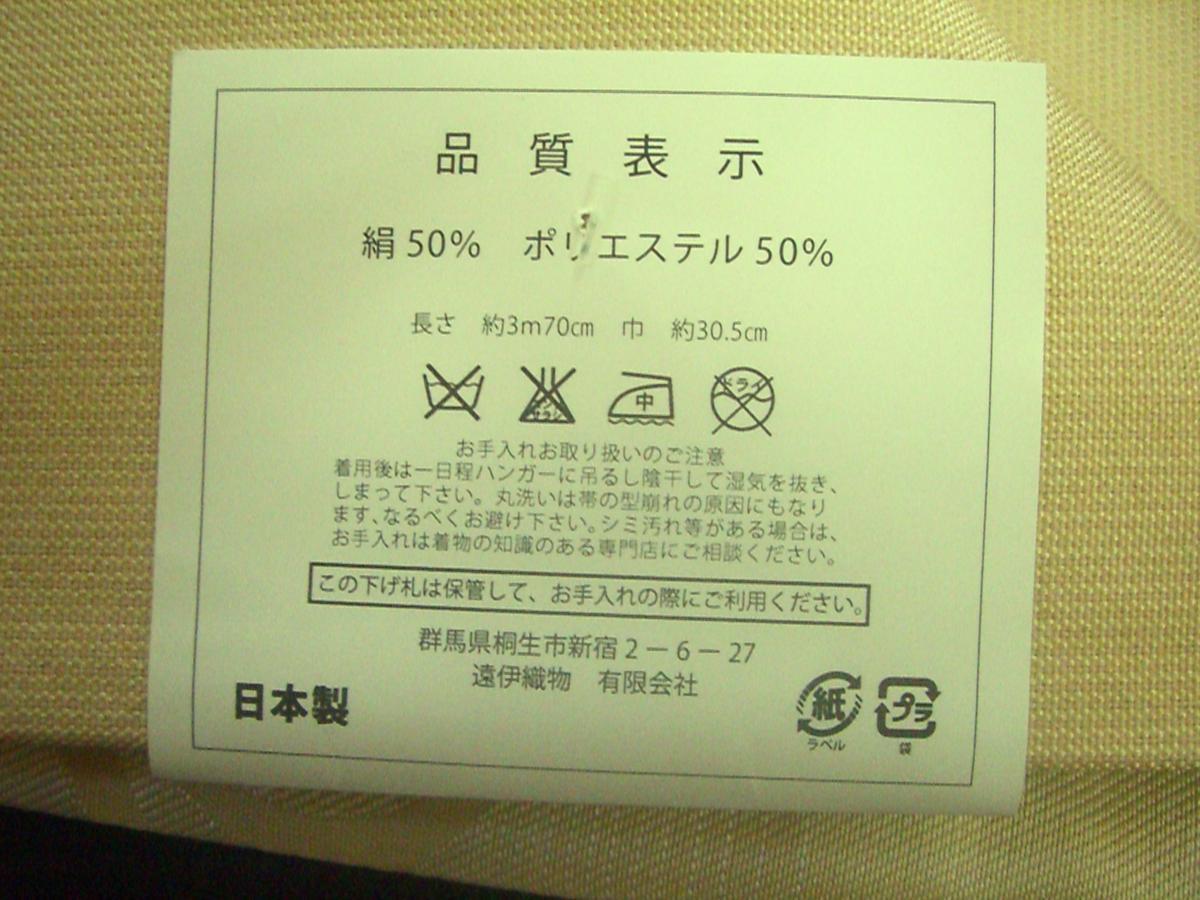 品質表示
絹50% ポリエステル50%
長さ 約3m70㎝ 巾 約30.5㎝
中 ドライ
お手入れお取り扱いのご注意
着用後は一日程ハンガーに吊るし陰干して湿気を抜き、
しまって下さい。丸洗いは帯の型崩れの原因にもなり
ます、なるべくお避け下さい。シミ汚れ等がある場合は、
お手入れは着物の知識のある専門店にご相談ください。
この下げ札は保管して、お手入れの際にご利用ください。
群馬県桐生市新宿2－6－27
遠伊織物 有限会社
日本製
紙 プラ
ラベル 袋